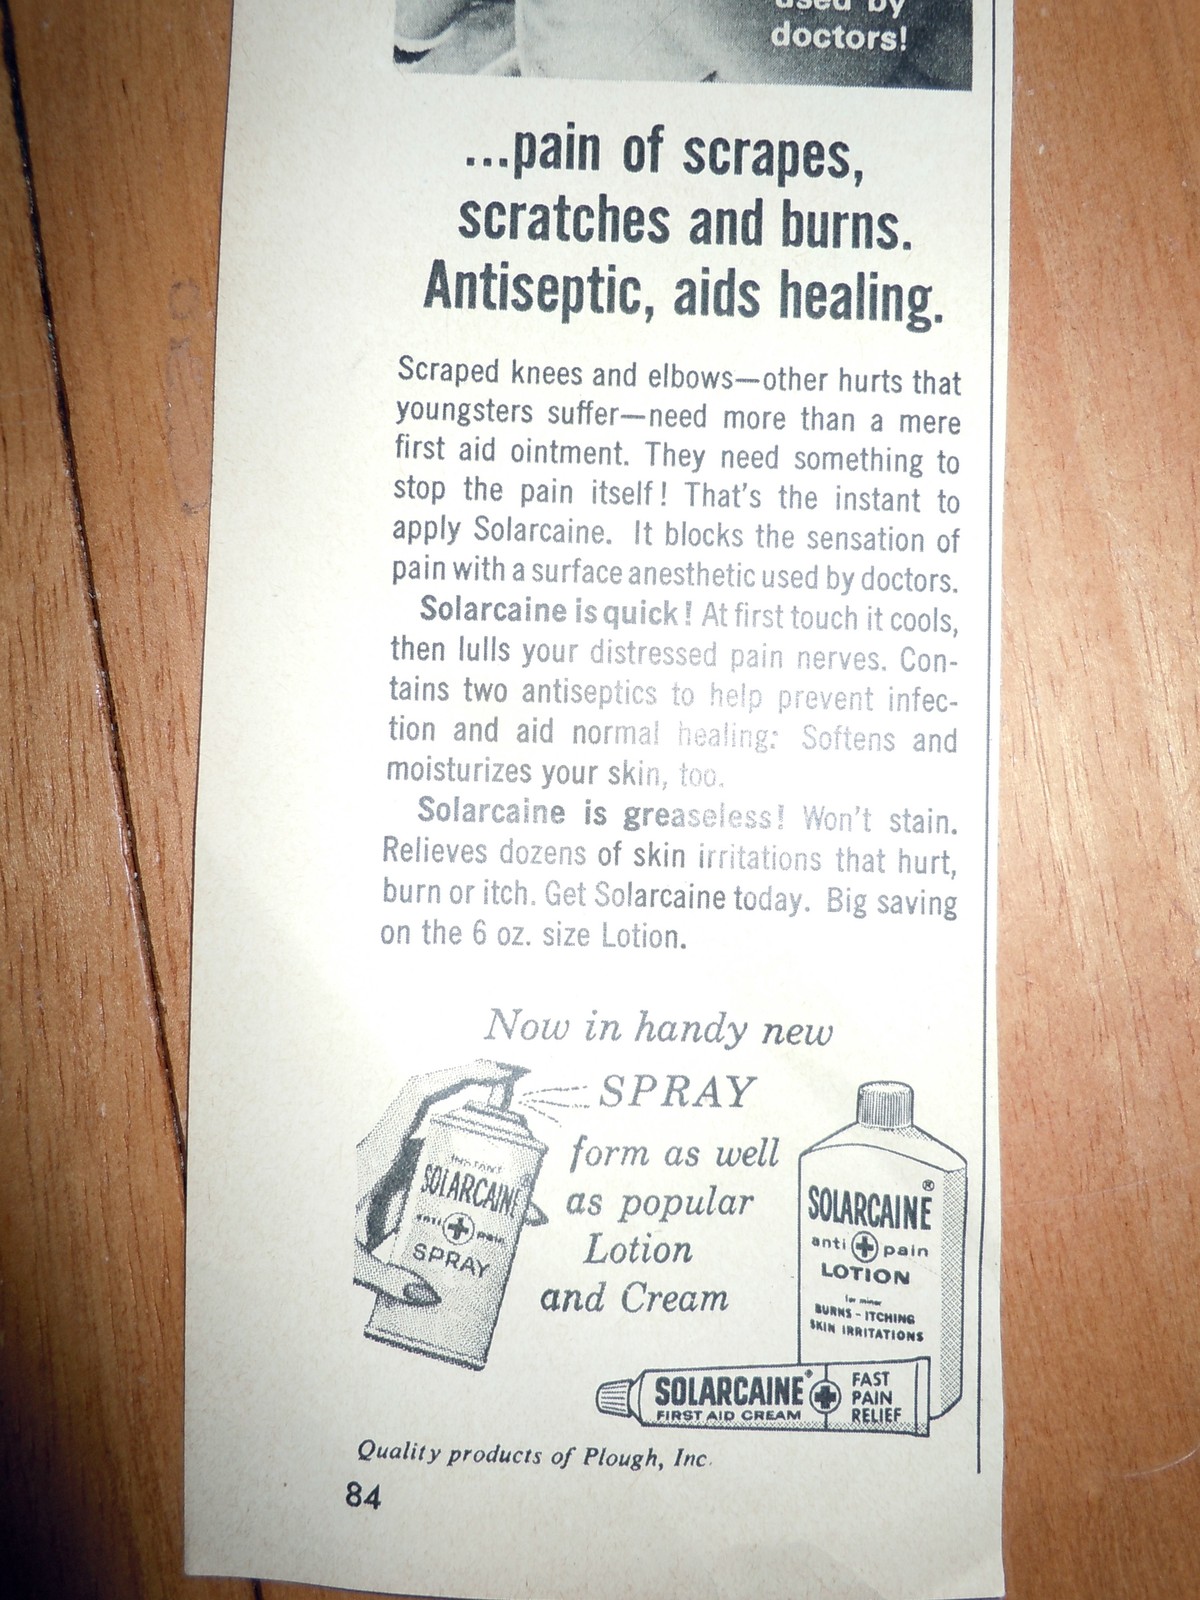 used by
doctors!
...pain of scrapes,
scratches and burns.
Antiseptic, aids healing.
Scraped knees and elbows—other hurts that
youngsters suffer—need more than a mere
first aid ointment. They need something to
stop the pain itself! That's the instant to
apply Solarcaine. It blocks the sensation of
pain with a surface anesthetic used by doctors.
Solarcaine is quick! At first touch it cools,
then lulls your distressed pain nerves. Con-
tains two antiseptics to help prevent infec-
tion and aid normal healing: Softens and
moisturizes your skin, too.
Solarcaine is greaseless! Won't stain.
Relieves dozens of skin irritations that hurt,
burn or itch. Get Solarcaine today. Big saving
on the 6 oz. size Lotion.
Now in handy new
SPRAY
form as well
as popular
Lotion
and Cream
INSTANT
SOLARCAINE
anti pain
SPRAY
SOLARCAINE®
anti pain
LOTION
for minor
BURNS - ITCHING
SKIN IRRITATIONS
SOLARCAINE®
FIRST AID CREAM
FAST
PAIN
RELIEF
Quality products of Plough, Inc.
84